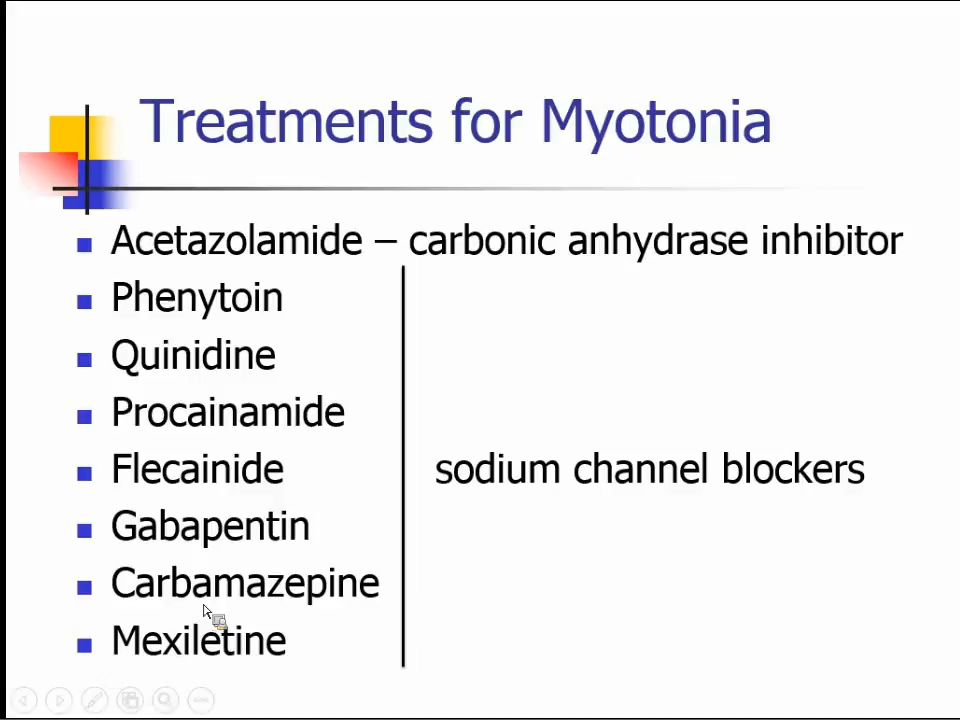 Treatments for Myotonia
Acetazolamide – carbonic anhydrase inhibitor
Phenytoin
Quinidine
Procainamide
Flecainide
sodium channel blockers
Gabapentin
Carbamazepine
Mexiletine